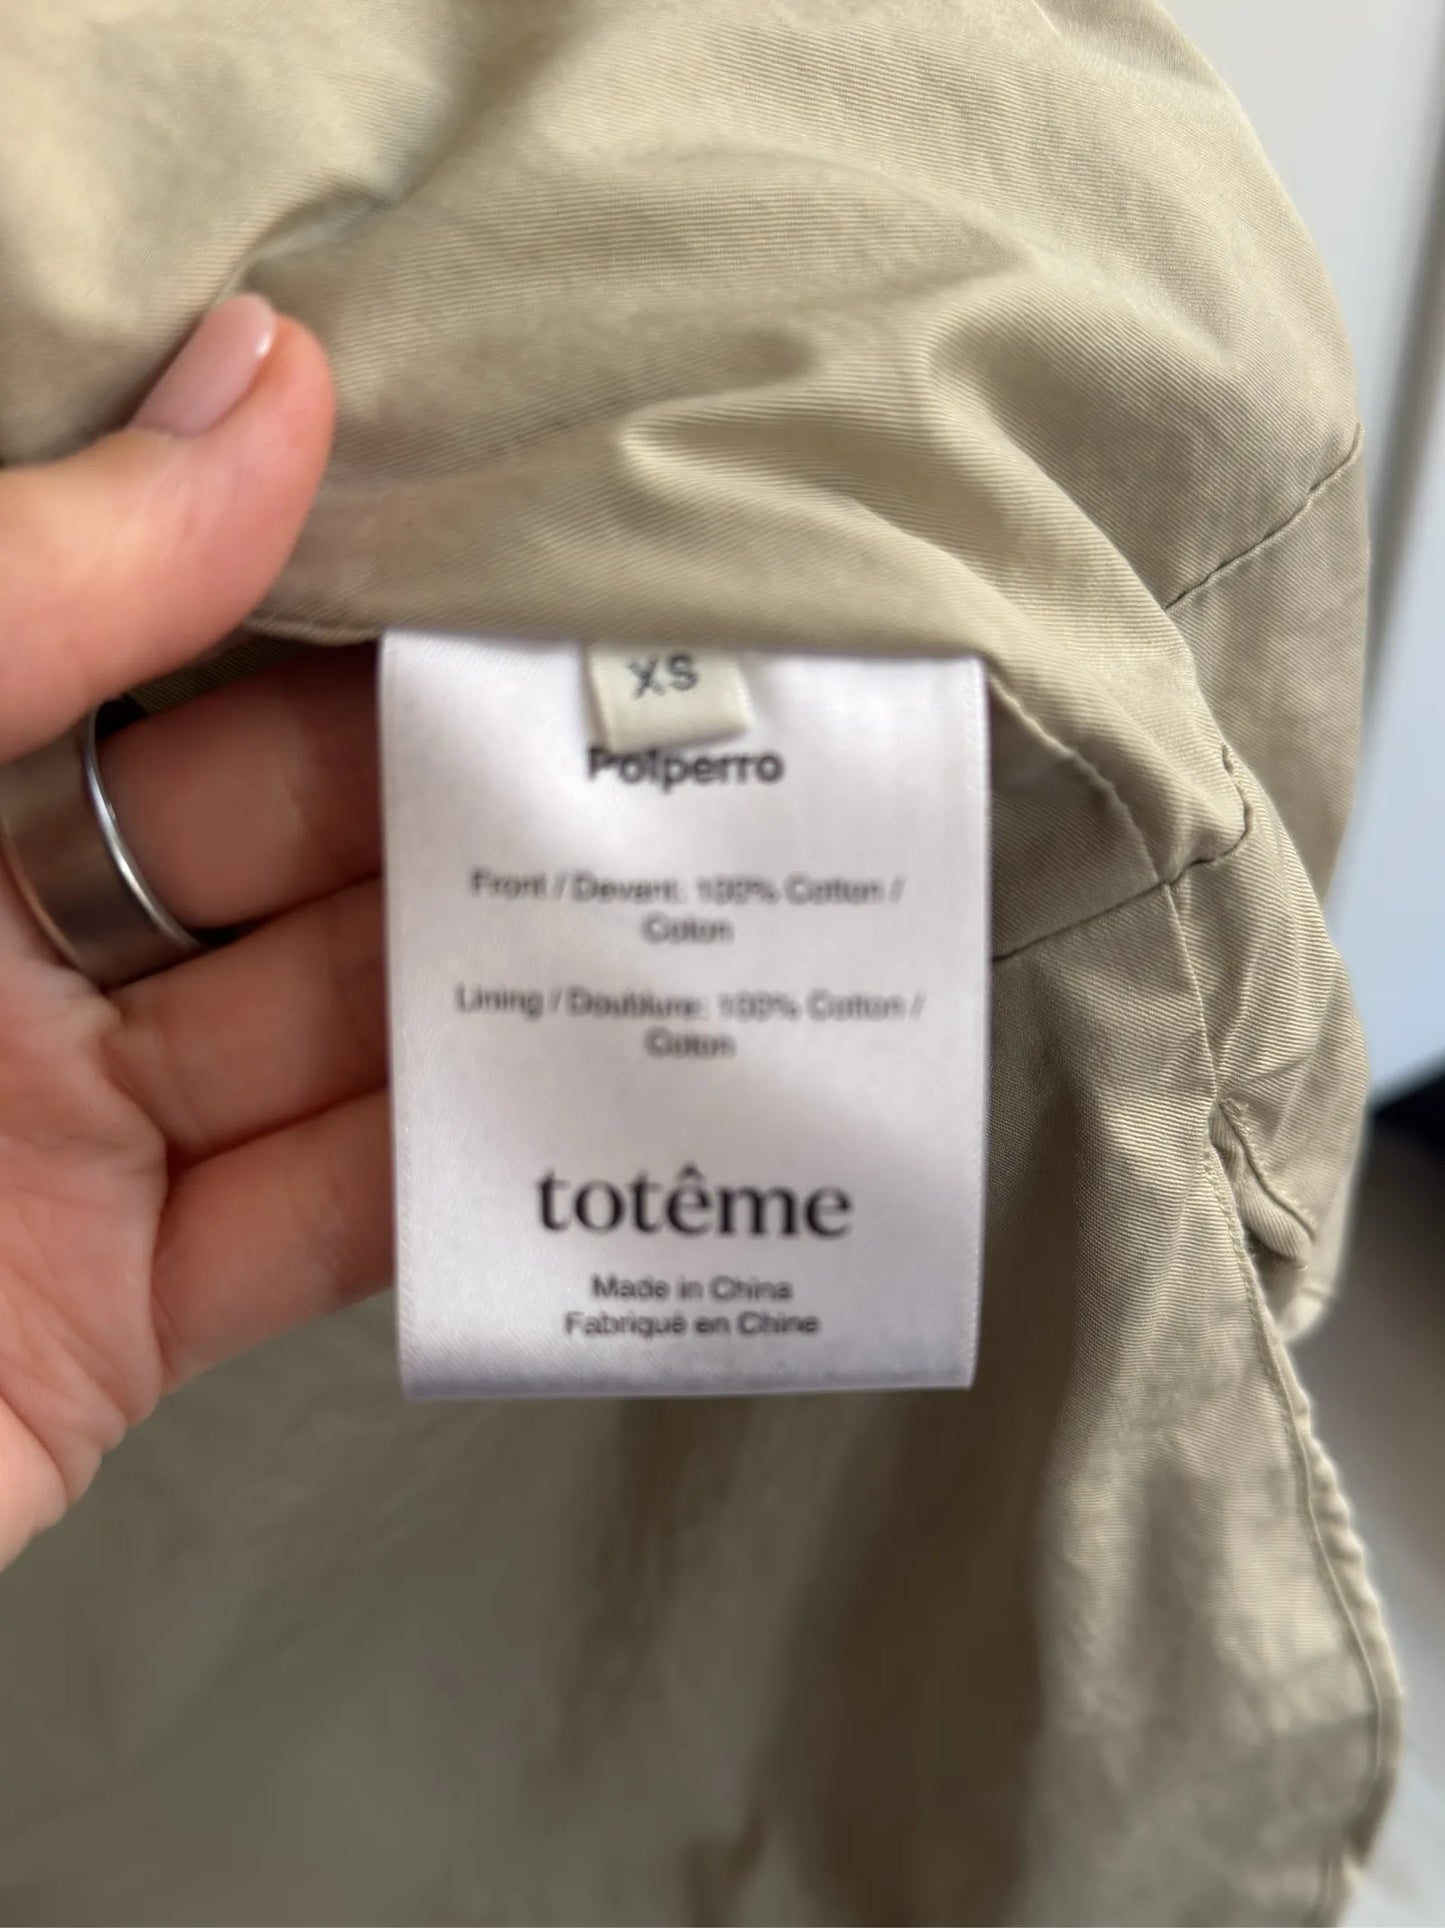 XS
Polperro
Front / Devant: 100% Cotton /
Coton
Lining / Doublure: 100% Cotton /
Coton
totême
Made in China
Fabriqué en Chine